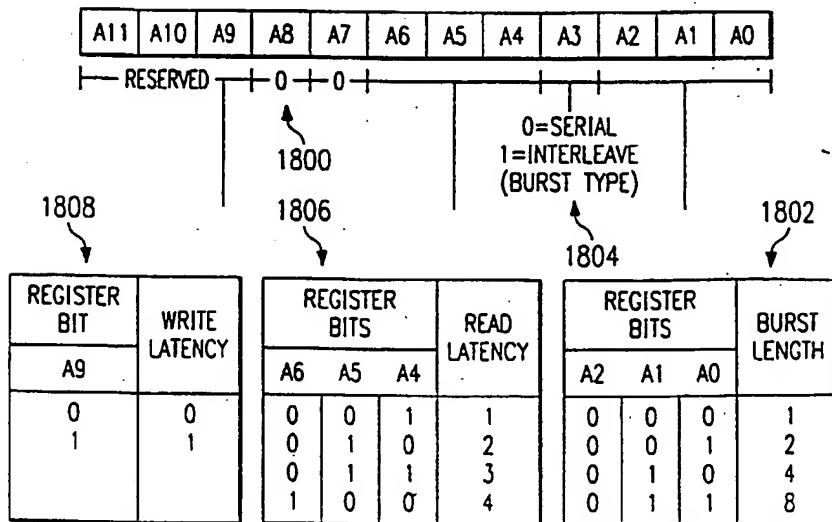 A11 A10 A9 A8 A7 A6 A5 A4 A3 A2 A1 A0
RESERVED 0 0
0=SERIAL
1=INTERLEAVE
(BURST TYPE)
1800
1808 1806 1804 1802
REGISTER BIT WRITE LATENCY
A9
0 0
1 1
REGISTER BITS READ LATENCY
A6 A5 A4
0 0 1 1
0 1 0 2
0 1 1 3
1 0 0 4
REGISTER BITS BURST LENGTH
A2 A1 A0
0 0 0 1
0 0 1 2
0 1 0 4
0 1 1 8